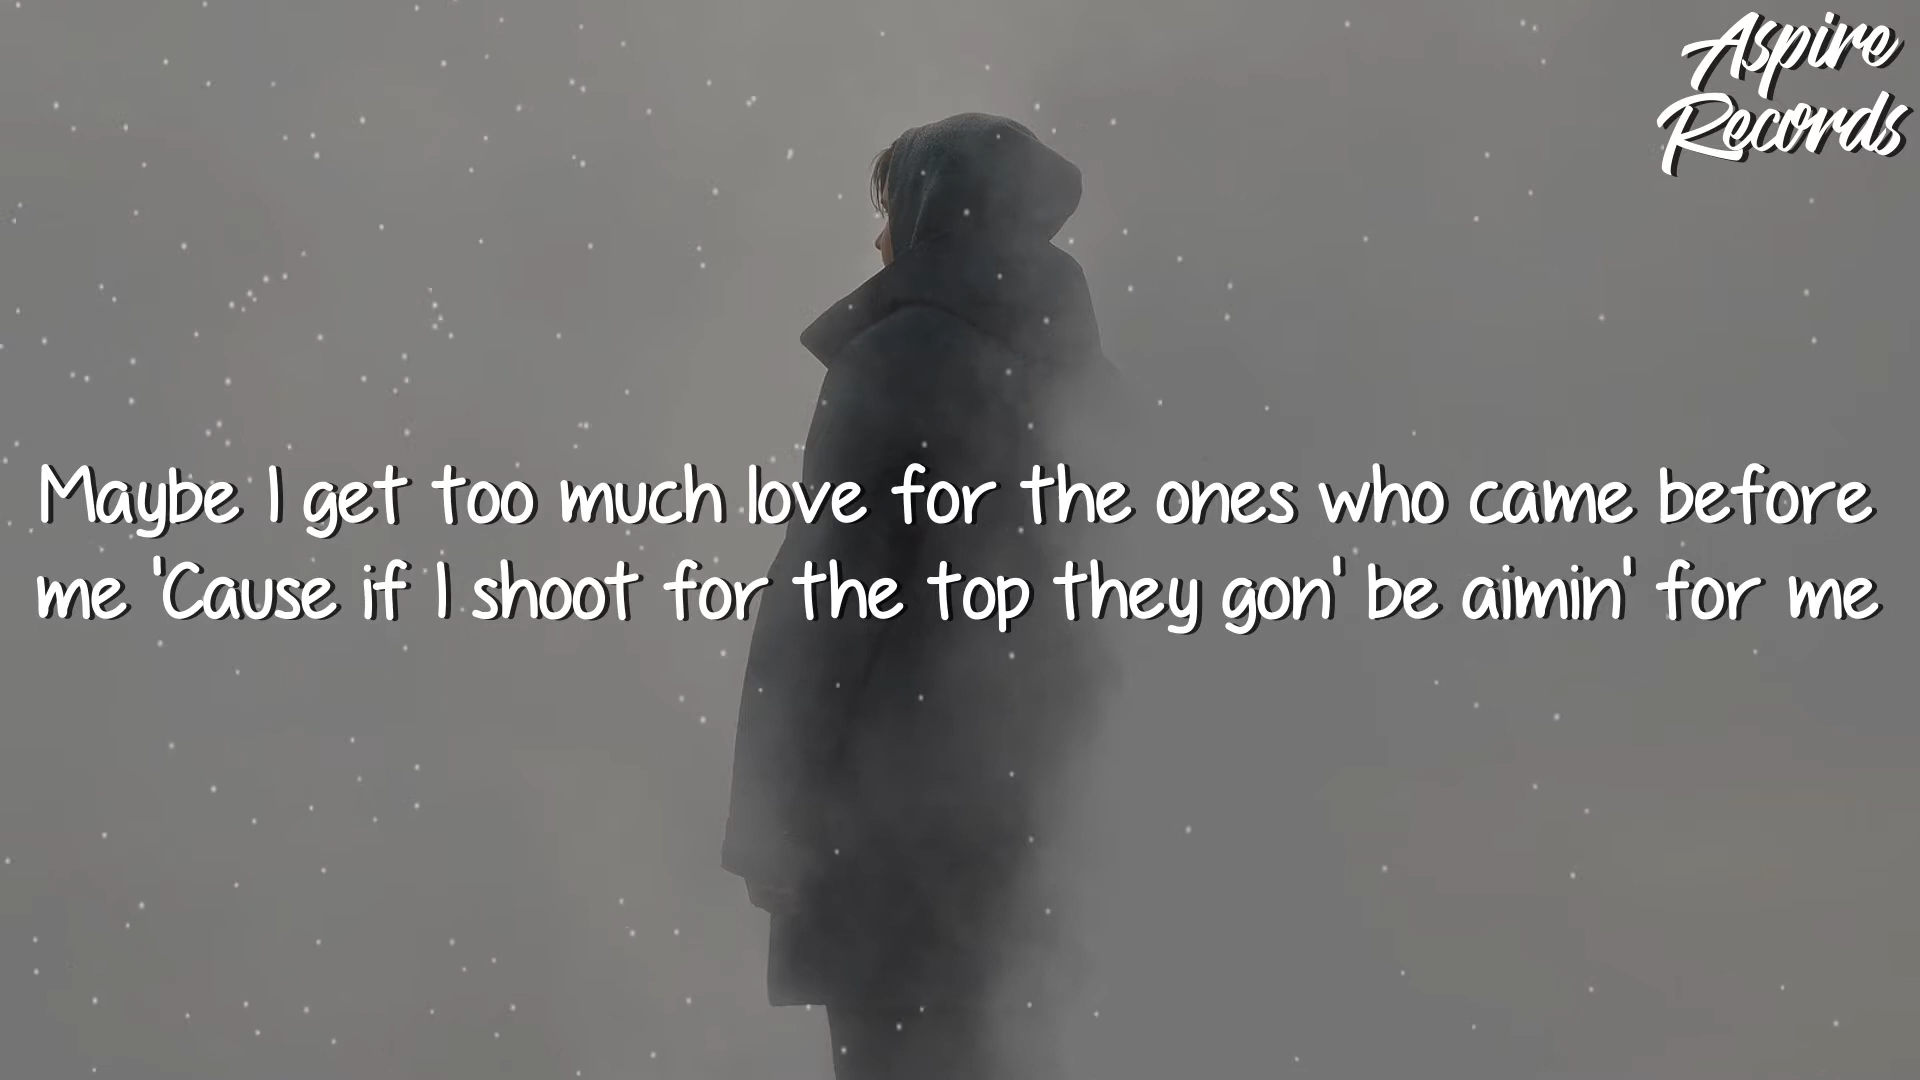 Aspire
Records
Maybe I get too much love for the ones who came before
me 'Cause if I shoot for the top they gon' be aimin' for me